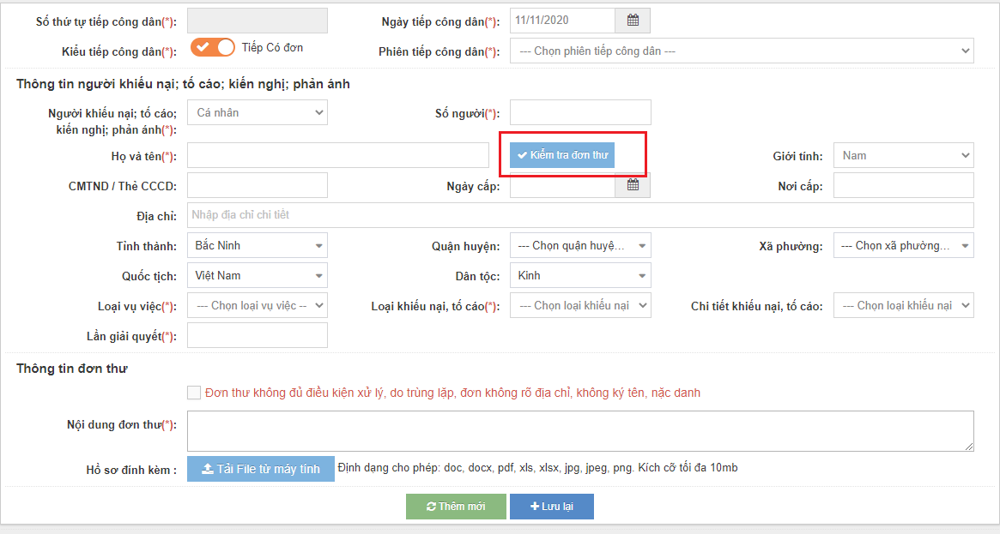 Số thứ tự tiếp công dân(*): Ngày tiếp công dân(*): 11/11/2020
Kiểu tiếp công dân(*): Tiếp Có đơn Phiên tiếp công dân(*): --- Chọn phiên tiếp công dân ---
Thông tin người khiếu nại; tố cáo; kiến nghị; phản ánh
Người khiếu nại; tố cáo; Cá nhân Số người(*):
kiến nghị; phản ánh(*):
Họ và tên(*): Kiểm tra đơn thư Giới tính: Nam
CMTND / Thẻ CCCD: Ngày cấp: Nơi cấp:
Địa chỉ: Nhập địa chỉ chi tiết
Tỉnh thành: Bắc Ninh Quận huyện: --- Chọn quận huyệ... Xã phường: --- Chọn xã phường...
Quốc tịch: Việt Nam Dân tộc: Kinh
Loại vụ việc(*): --- Chọn loại vụ việc -- Loại khiếu nại, tố cáo(*): --- Chọn loại khiếu nại Chi tiết khiếu nại, tố cáo: --- Chọn loại khiếu nại
Lần giải quyết(*):
Thông tin đơn thư
Đơn thư không đủ điều kiện xử lý, do trùng lặp, đơn không rõ địa chỉ, không ký tên, nặc danh
Nội dung đơn thư(*):
Hồ sơ đính kèm : Tải File từ máy tính Định dạng cho phép: doc, docx, pdf, xls, xlsx, jpg, jpeg, png. Kích cỡ tối đa 10mb
Thêm mới Lưu lại